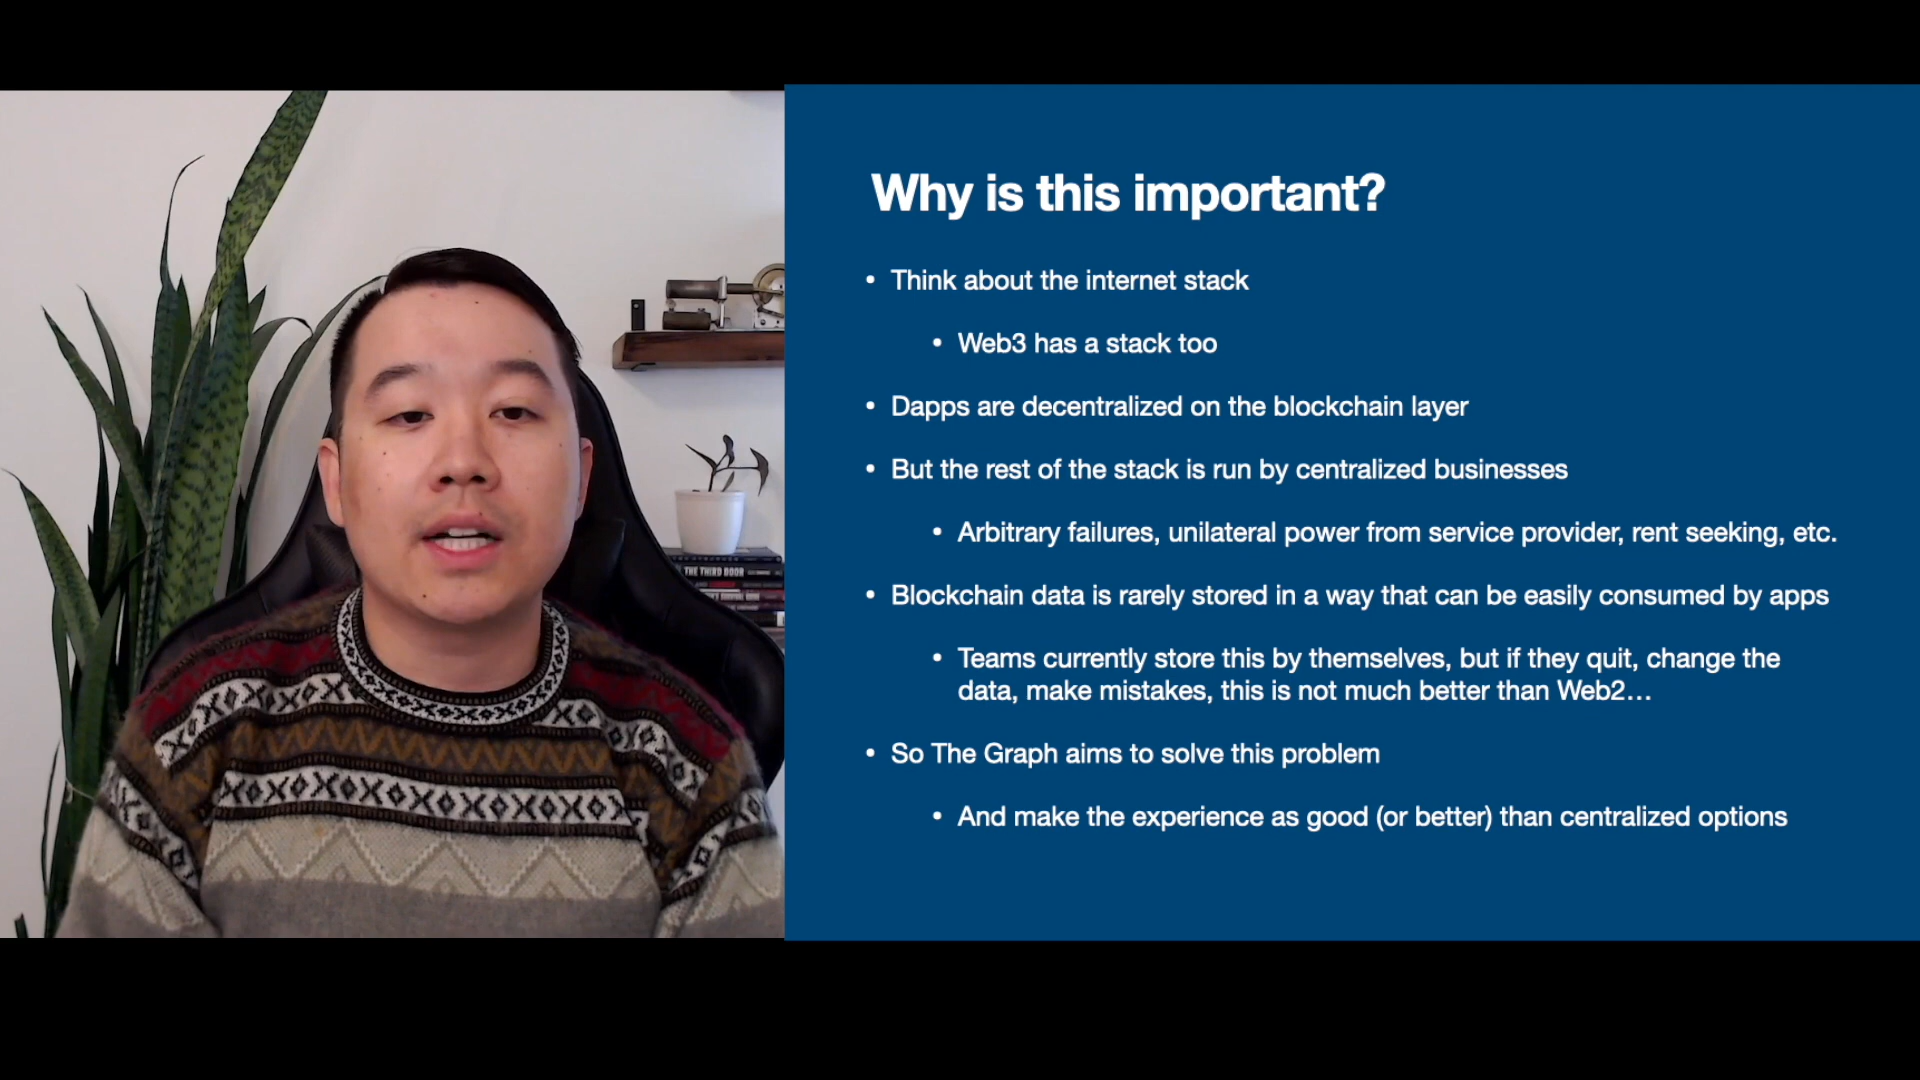 Why is this important?
• Think about the internet stack
• Web3 has a stack too
• Dapps are decentralized on the blockchain layer
• But the rest of the stack is run by centralized businesses
• Arbitrary failures, unilateral power from service provider, rent seeking, etc.
• Blockchain data is rarely stored in a way that can be easily consumed by apps
• Teams currently store this by themselves, but if they quit, change the
data, make mistakes, this is not much better than Web2…
• So The Graph aims to solve this problem
• And make the experience as good (or better) than centralized options
THE THIRD DOOR